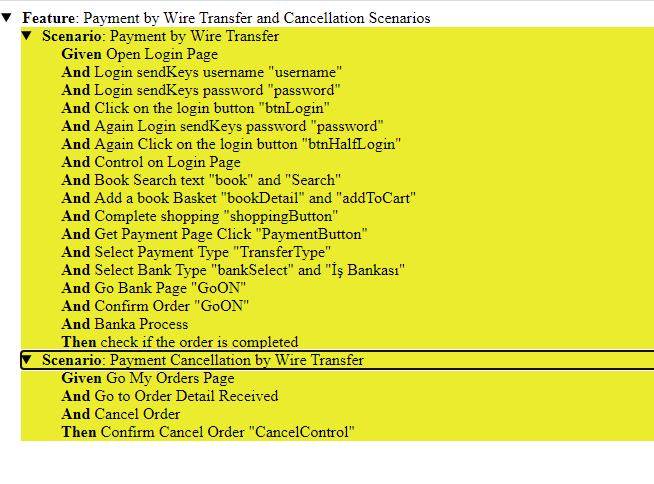 Feature: Payment by Wire Transfer and Cancellation Scenarios
Scenario: Payment by Wire Transfer
Given Open Login Page
And Login sendKeys username "username"
And Login sendKeys password "password"
And Click on the login button "btnLogin"
And Again Login sendKeys password "password"
And Again Click on the login button "btnHalfLogin"
And Control on Login Page
And Book Search text "book" and "Search"
And Add a book Basket "bookDetail" and "addToCart"
And Complete shopping "shoppingButton"
And Get Payment Page Click "PaymentButton"
And Select Payment Type "TransferType"
And Select Bank Type "bankSelect" and "İş Bankası"
And Go Bank Page "GoON"
And Confirm Order "GoON"
And Banka Process
Then check if the order is completed
Scenario: Payment Cancellation by Wire Transfer
Given Go My Orders Page
And Go to Order Detail Received
And Cancel Order
Then Confirm Cancel Order "CancelControl"